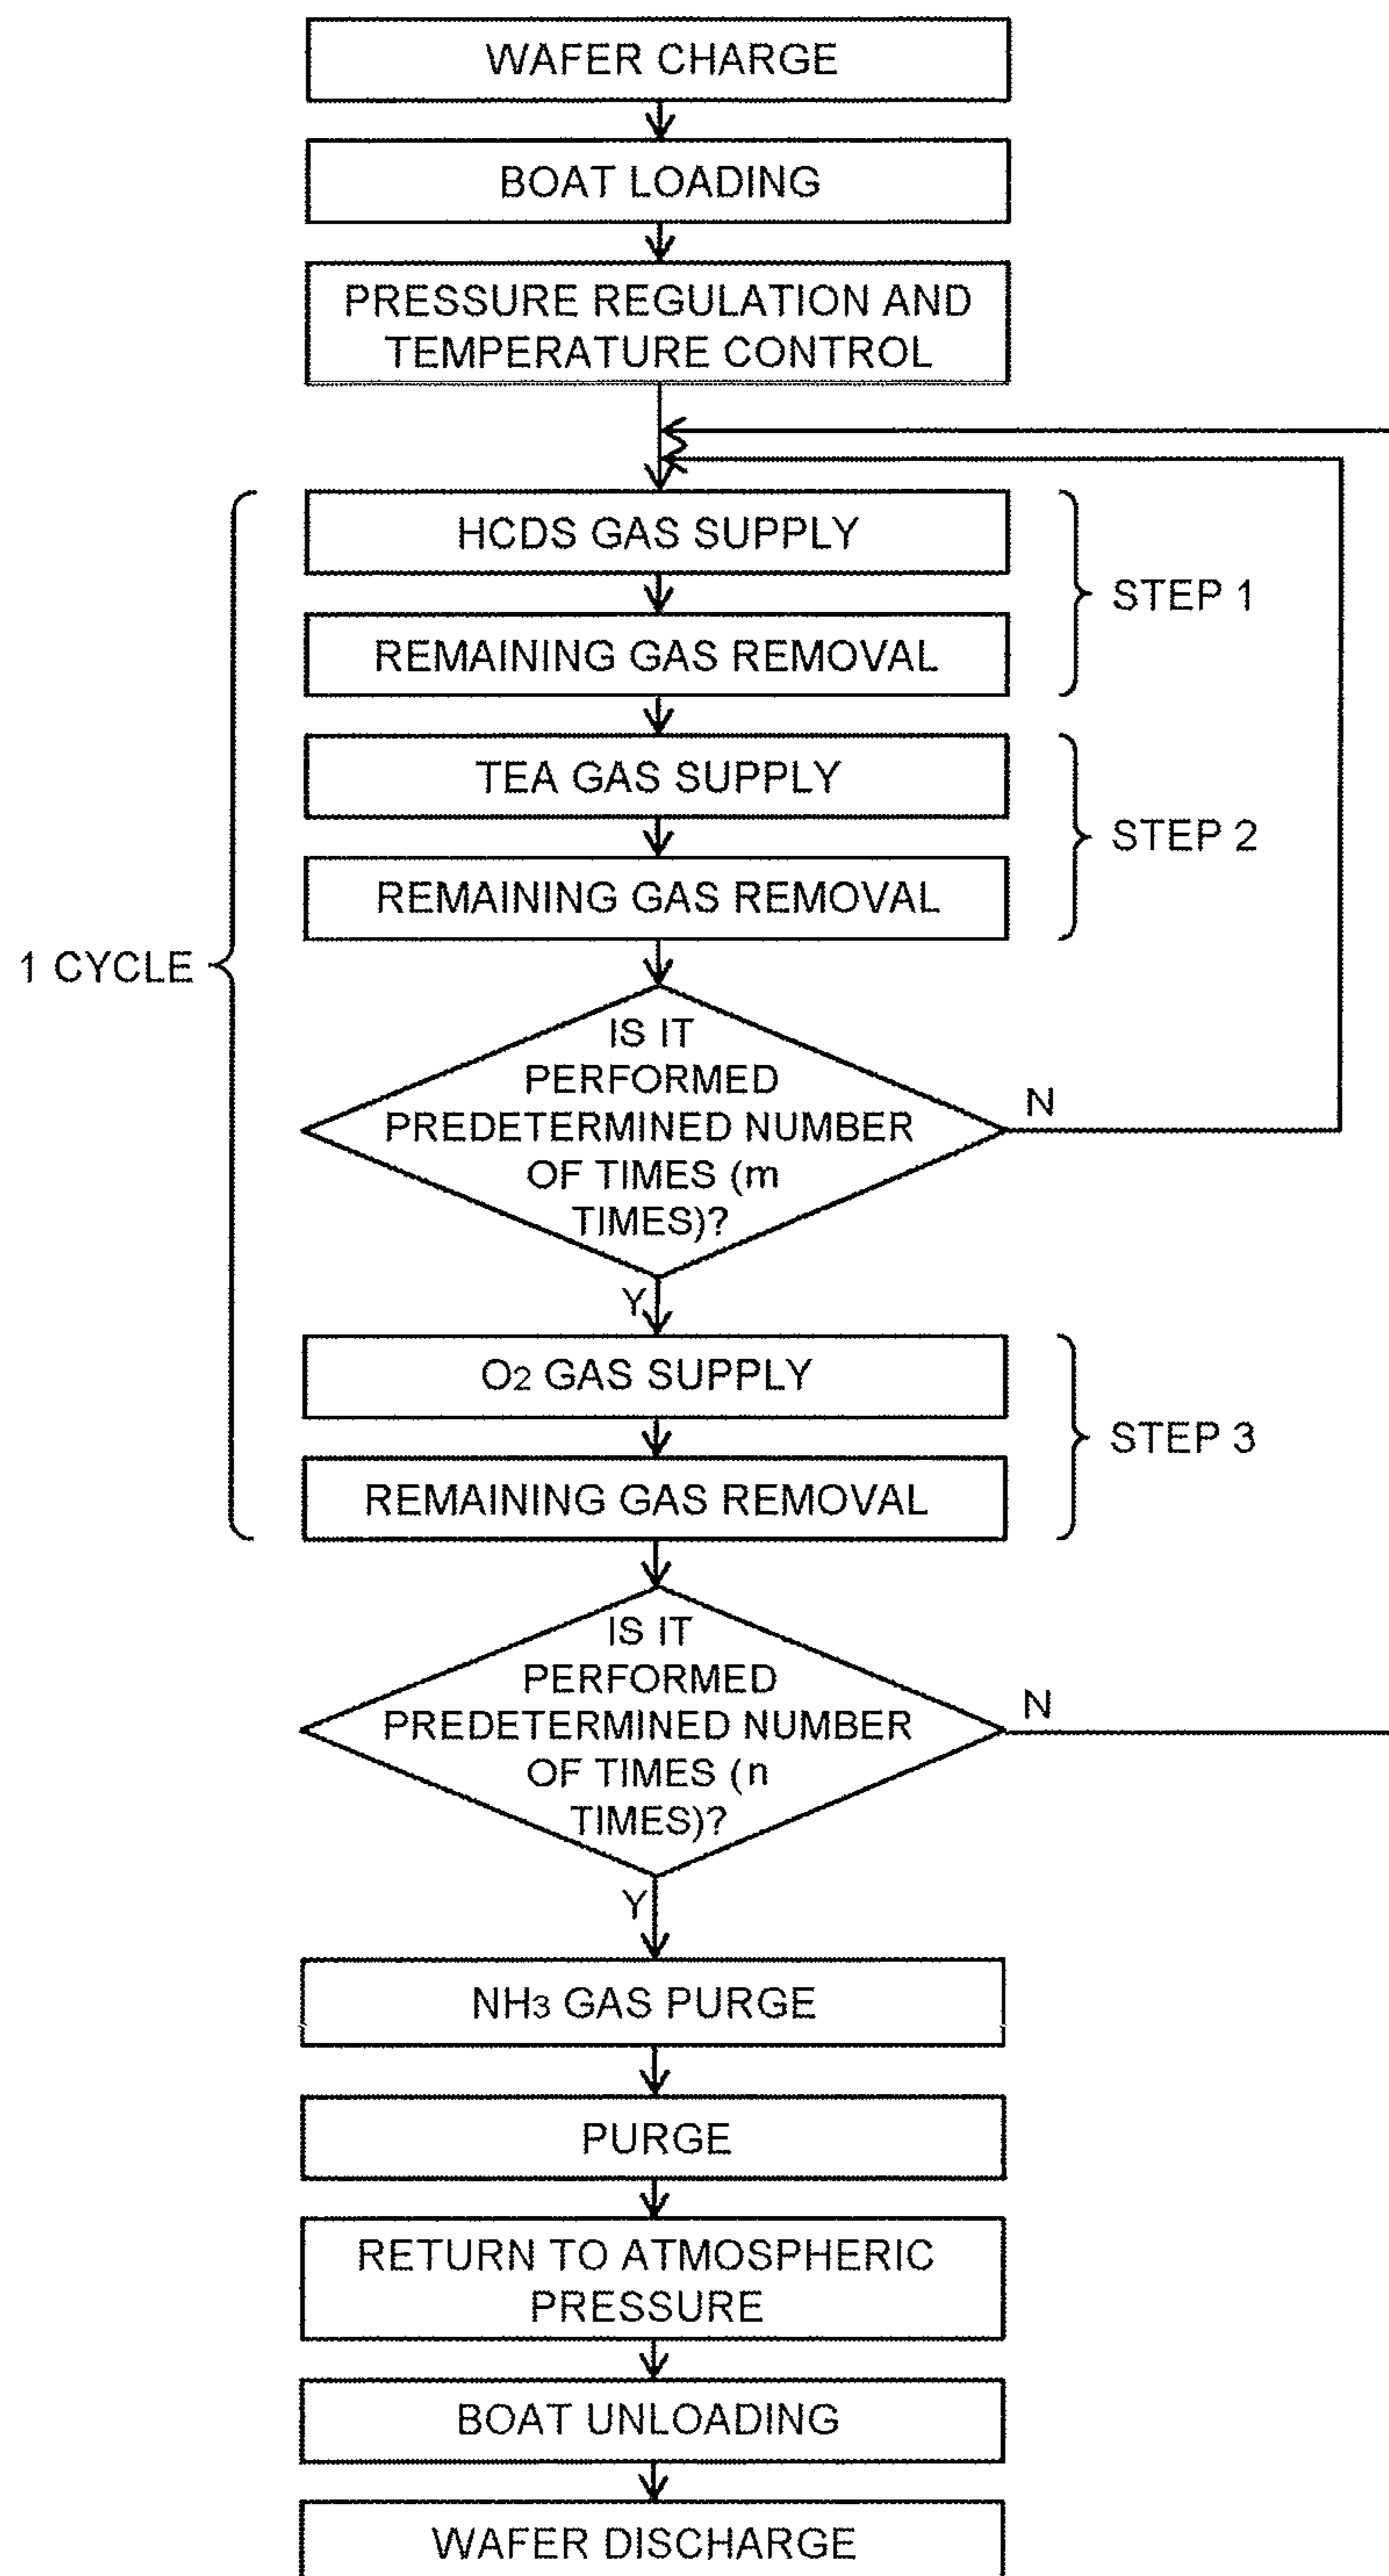 WAFER CHARGE
BOAT LOADING
PRESSURE REGULATION AND
TEMPERATURE CONTROL
HCDS GAS SUPPLY
STEP 1
REMAINING GAS REMOVAL
TEA GAS SUPPLY
STEP 2
REMAINING GAS REMOVAL
1 CYCLE
IS IT
PERFORMED
PREDETERMINED NUMBER
OF TIMES (m
TIMES)?
N
Y
O2 GAS SUPPLY
STEP 3
REMAINING GAS REMOVAL
IS IT
PERFORMED
PREDETERMINED NUMBER
OF TIMES (n
TIMES)?
N
Y
NH3 GAS PURGE
PURGE
RETURN TO ATMOSPHERIC
PRESSURE
BOAT UNLOADING
WAFER DISCHARGE